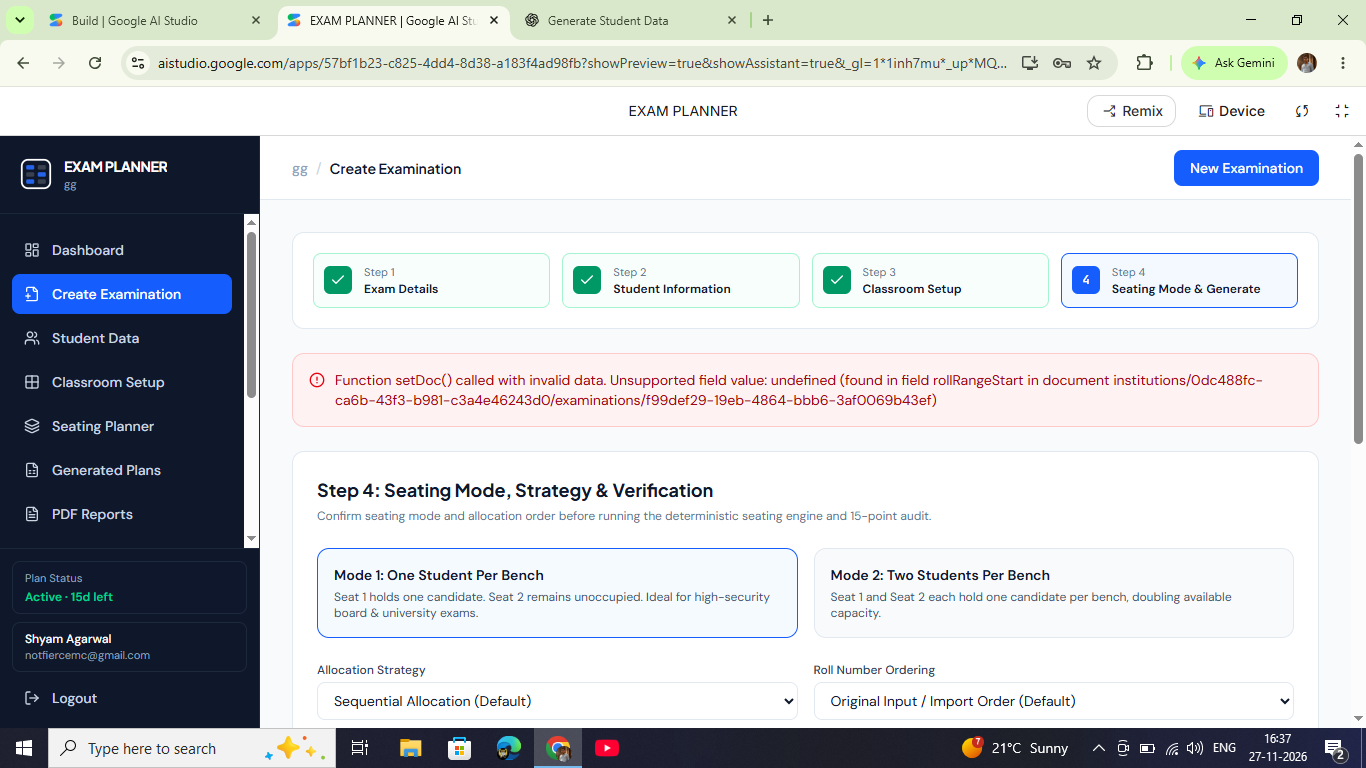 Build | Google AI Studio
EXAM PLANNER | Google AI Stu
Generate Student Data
aistudio.google.com/apps/57bf1b23-c825-4dd4-8d38-a183f4ad98fb?showPreview=true&showAssistant=true&_gl=1*1inh7mu*_up*MQ...
Ask Gemini
EXAM PLANNER
Remix
Device
EXAM PLANNER
gg
gg / Create Examination
New Examination
Dashboard
Create Examination
Student Data
Classroom Setup
Seating Planner
Generated Plans
PDF Reports
Plan Status
Active · 15d left
Shyam Agarwal
notfiercemc@gmail.com
Logout
Step 1
Exam Details
Step 2
Student Information
Step 3
Classroom Setup
4
Step 4
Seating Mode & Generate
Function setDoc() called with invalid data. Unsupported field value: undefined (found in field rollRangeStart in document institutions/0dc488fc-
ca6b-43f3-b981-c3a4e46243d0/examinations/f99def29-19eb-4864-bbb6-3af0069b43ef)
Step 4: Seating Mode, Strategy & Verification
Confirm seating mode and allocation order before running the deterministic seating engine and 15-point audit.
Mode 1: One Student Per Bench
Seat 1 holds one candidate. Seat 2 remains unoccupied. Ideal for high-security
board & university exams.
Mode 2: Two Students Per Bench
Seat 1 and Seat 2 each hold one candidate per bench, doubling available
capacity.
Allocation Strategy
Sequential Allocation (Default)
Roll Number Ordering
Original Input / Import Order (Default)
Type here to search
7
21°C Sunny
ENG
16:37
27-11-2026
2